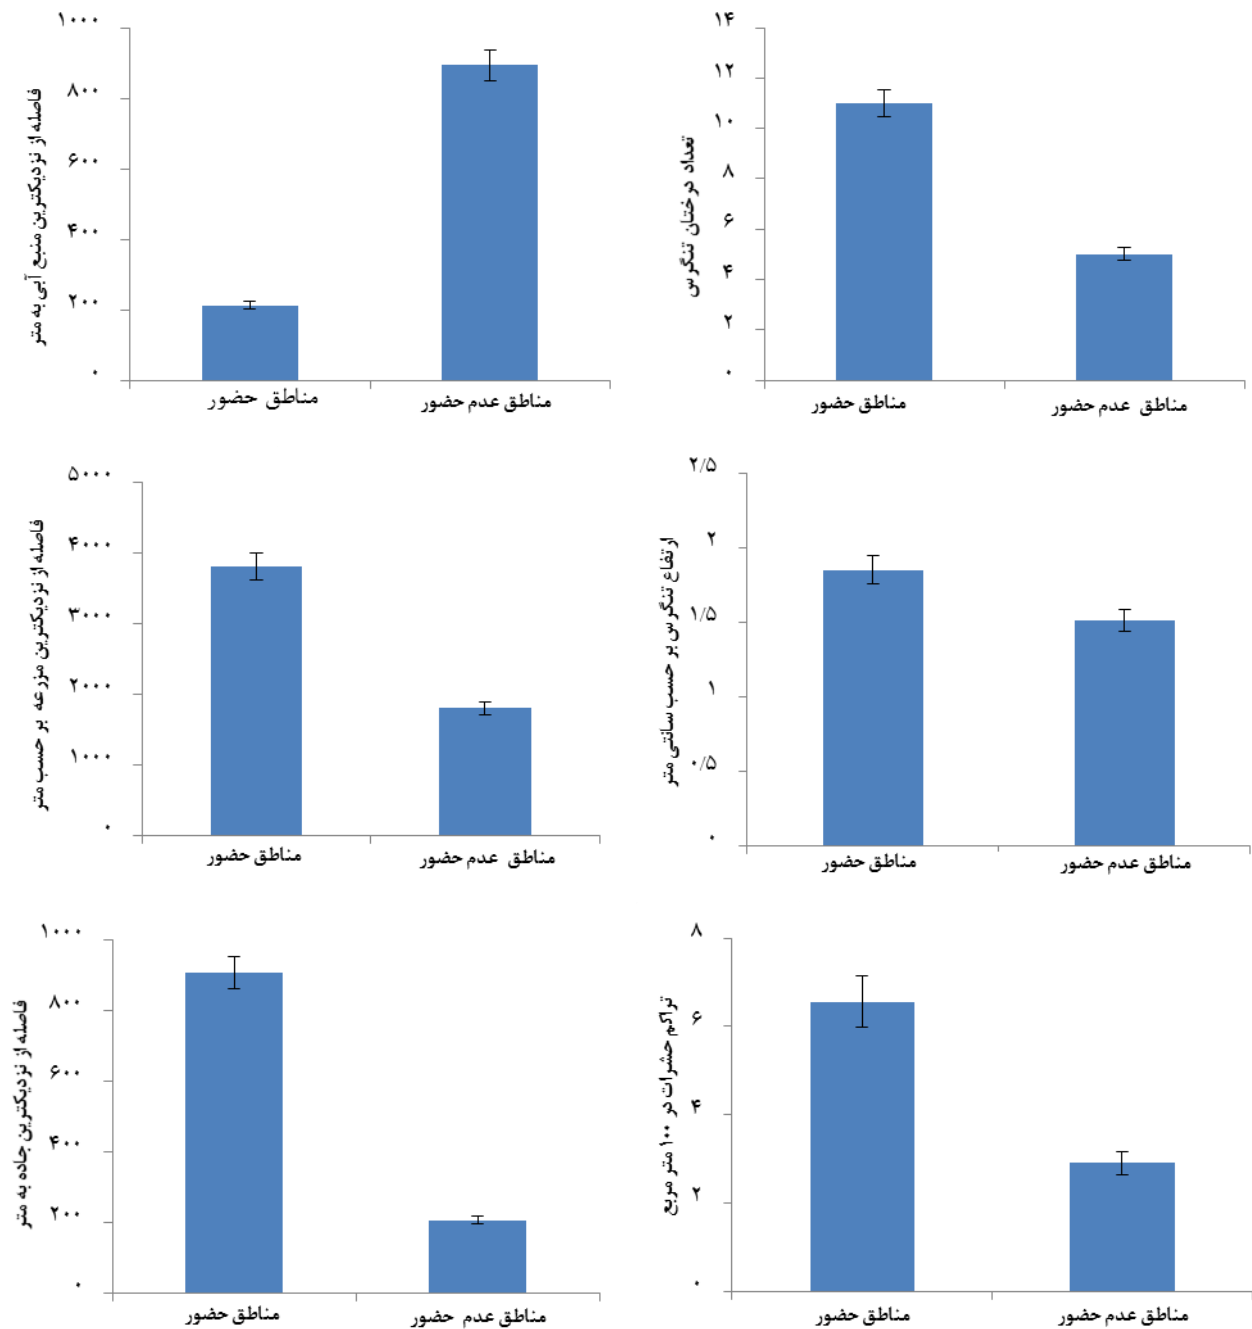 فاصله از نزدیکترین منبع آبی به متر
۱۰۰۰
۸۰۰
۶۰۰
۴۰۰
۲۰۰
۰
مناطق حضور
مناطق عدم حضور
تعداد درختان تنگرس
۱۴
۱۲
۱۰
۸
۶
۴
۲
۰
مناطق حضور
مناطق عدم حضور
فاصله از نزدیکترین مزرعه بر حسب متر
۵۰۰۰
۴۰۰۰
۳۰۰۰
۲۰۰۰
۱۰۰۰
۰
مناطق حضور
مناطق عدم حضور
ارتفاع تنگرس بر حسب سانتی متر
۲/۵
۲
۱/۵
۱
۰/۵
۰
مناطق حضور
مناطق عدم حضور
فاصله از نزدیکترین جاده به متر
۱۰۰۰
۸۰۰
۶۰۰
۴۰۰
۲۰۰
۰
مناطق حضور
مناطق عدم حضور
تراکم حشرات در ۱۰۰ متر مربع
۸
۶
۴
۲
۰
مناطق حضور
مناطق عدم حضور